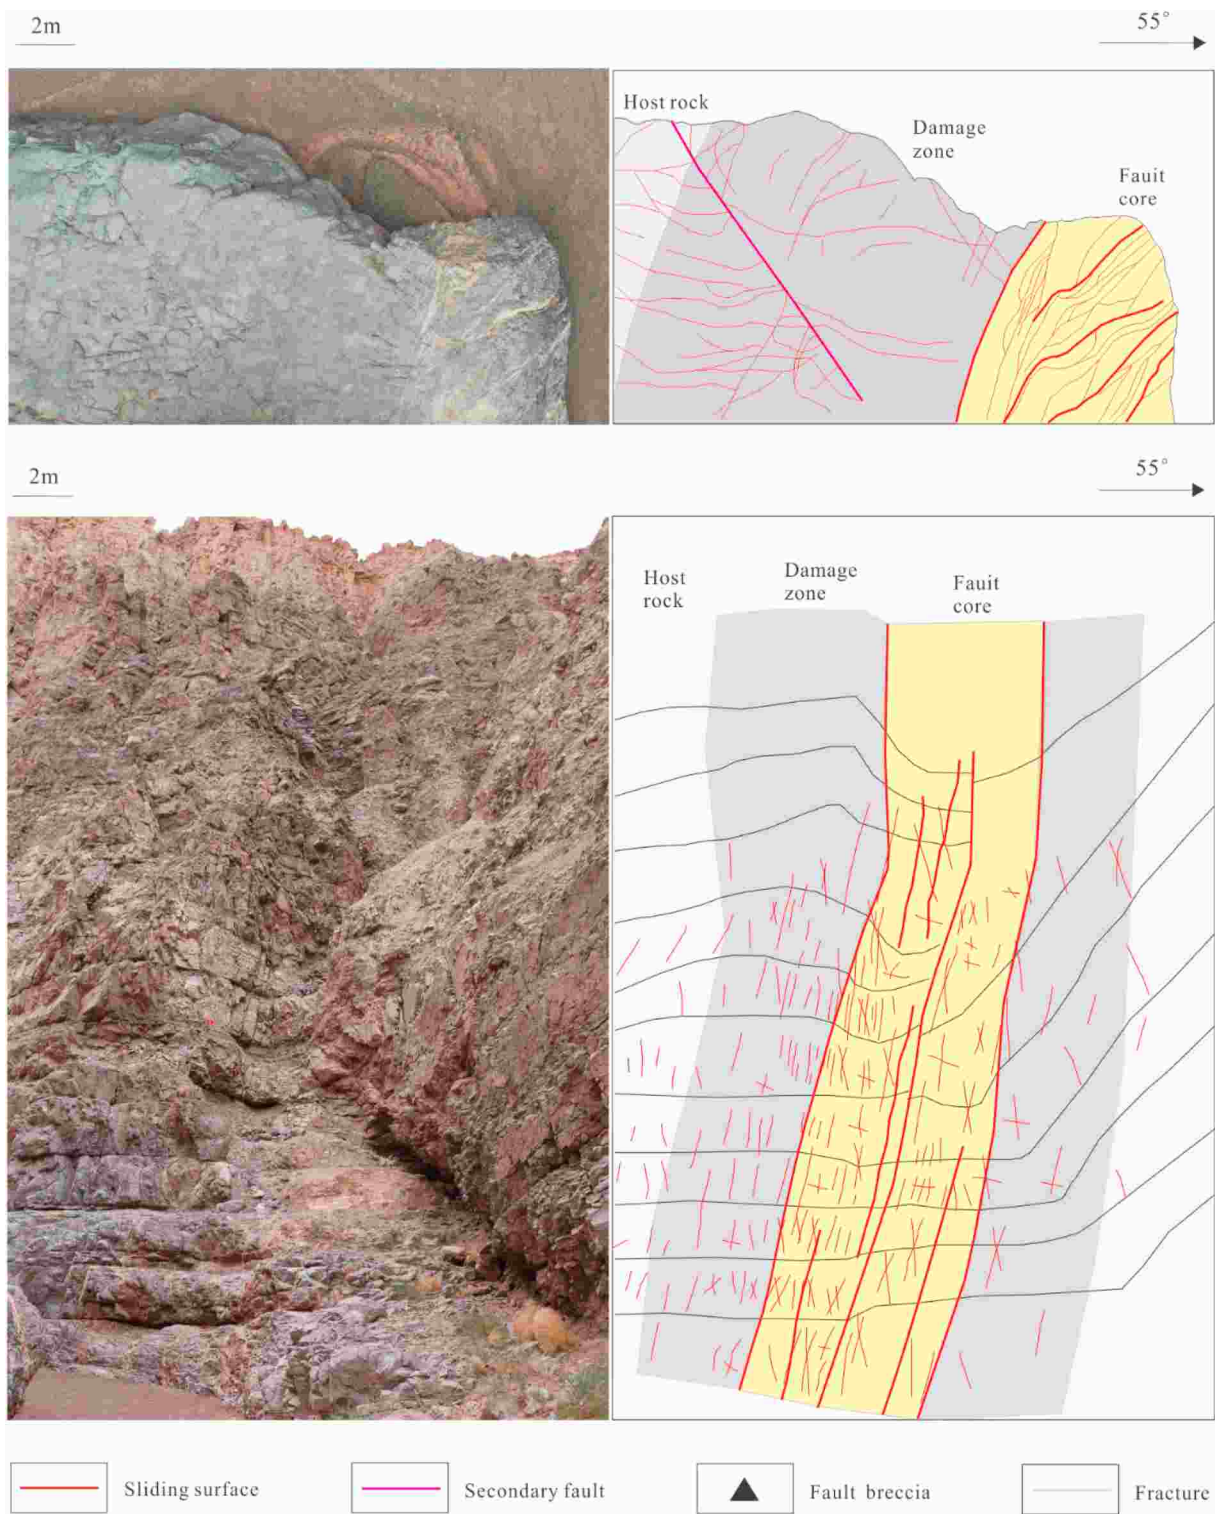 2m
55°
Host rock
Damage
zone
Fauit
core
2m
55°
Host
rock
Damage
zone
Fauit
core
Sliding surface
Secondary fault
Fault breccia
Fracture